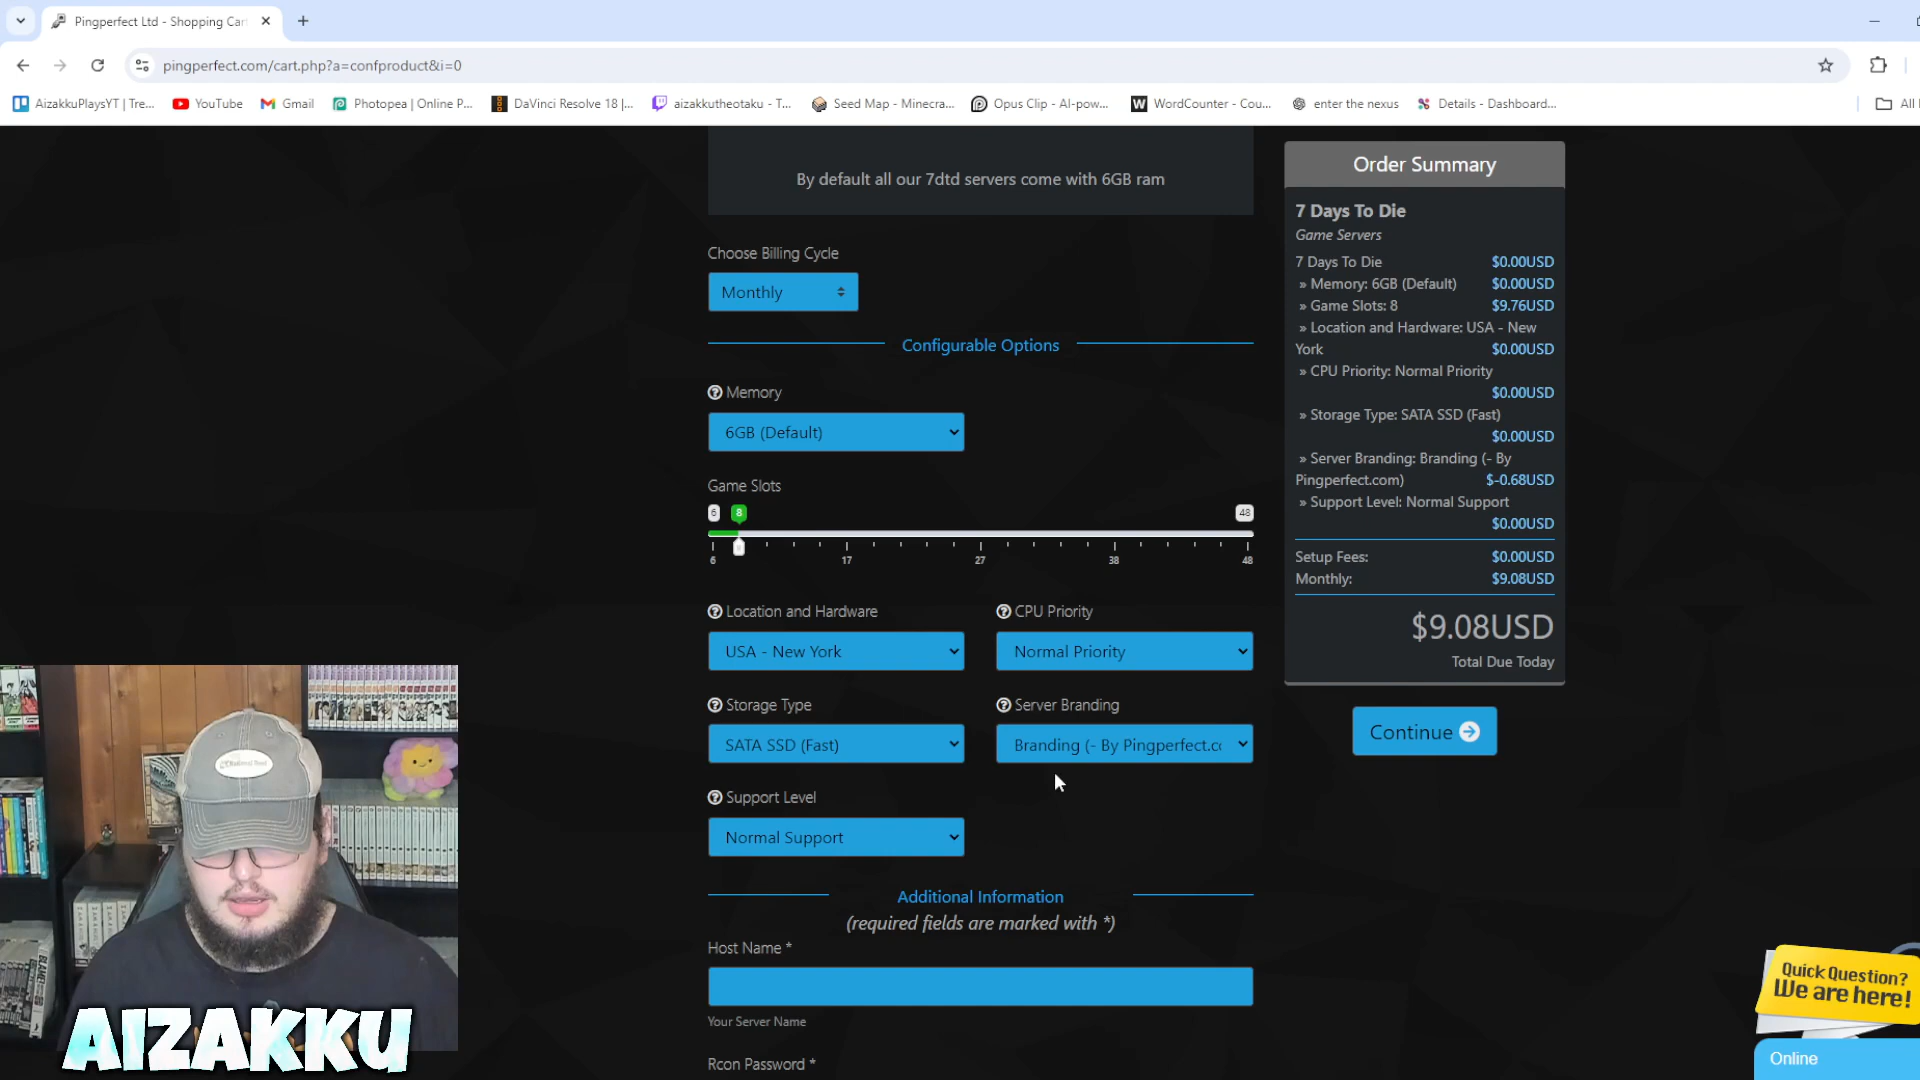 Pingperfect Ltd - Shopping Car
pingperfect.com/cart.php?a=confproduct&i=0
AizakkuPlaysYT | Tre...
YouTube
Gmail
Photopea | Online P...
DaVinci Resolve 18 |...
aizakkutheotaku - T...
Seed Map - Minecra...
Opus Clip - AI-pow...
WordCounter - Cou...
enter the nexus
Details - Dashboard...
All
By default all our 7dtd servers come with 6GB ram
Choose Billing Cycle
Monthly
Configurable Options
Memory
6GB (Default)
Game Slots
6 8 48
6 17 27 38 48
Location and Hardware
USA - New York
CPU Priority
Normal Priority
Storage Type
SATA SSD (Fast)
Server Branding
Branding (- By Pingperfect.c
Support Level
Normal Support
Additional Information
(required fields are marked with *)
Host Name *
Your Server Name
Rcon Password *
Order Summary
7 Days To Die
Game Servers
7 Days To Die $0.00USD
» Memory: 6GB (Default) $0.00USD
» Game Slots: 8 $9.76USD
» Location and Hardware: USA - New
York $0.00USD
» CPU Priority: Normal Priority
$0.00USD
» Storage Type: SATA SSD (Fast)
$0.00USD
» Server Branding: Branding (- By
Pingperfect.com) $-0.68USD
» Support Level: Normal Support
$0.00USD
Setup Fees: $0.00USD
Monthly: $9.08USD
$9.08USD
Total Due Today
Continue
Quick Question?
We are here!
Online
AIZAKKU